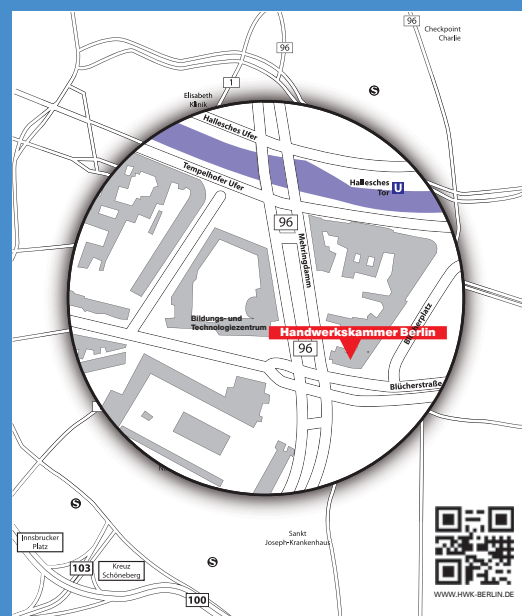 96
96
Checkpoint
Charlie
1
S
Elisabeth
Klinik
Hallesches Ufer
Tempelhofer Ufer
Hallesches
Tor
U
96
Mehringdamm
Bildungs- und
Technologiezentrum
Handwerkskammer Berlin
Blücherplatz
96
Blücherstraße
S
Innsbrucker
Platz
103
Kreuz
Schöneberg
S
Sankt
Joseph-Krankenhaus
100
WWW.HWK-BERLIN.DE